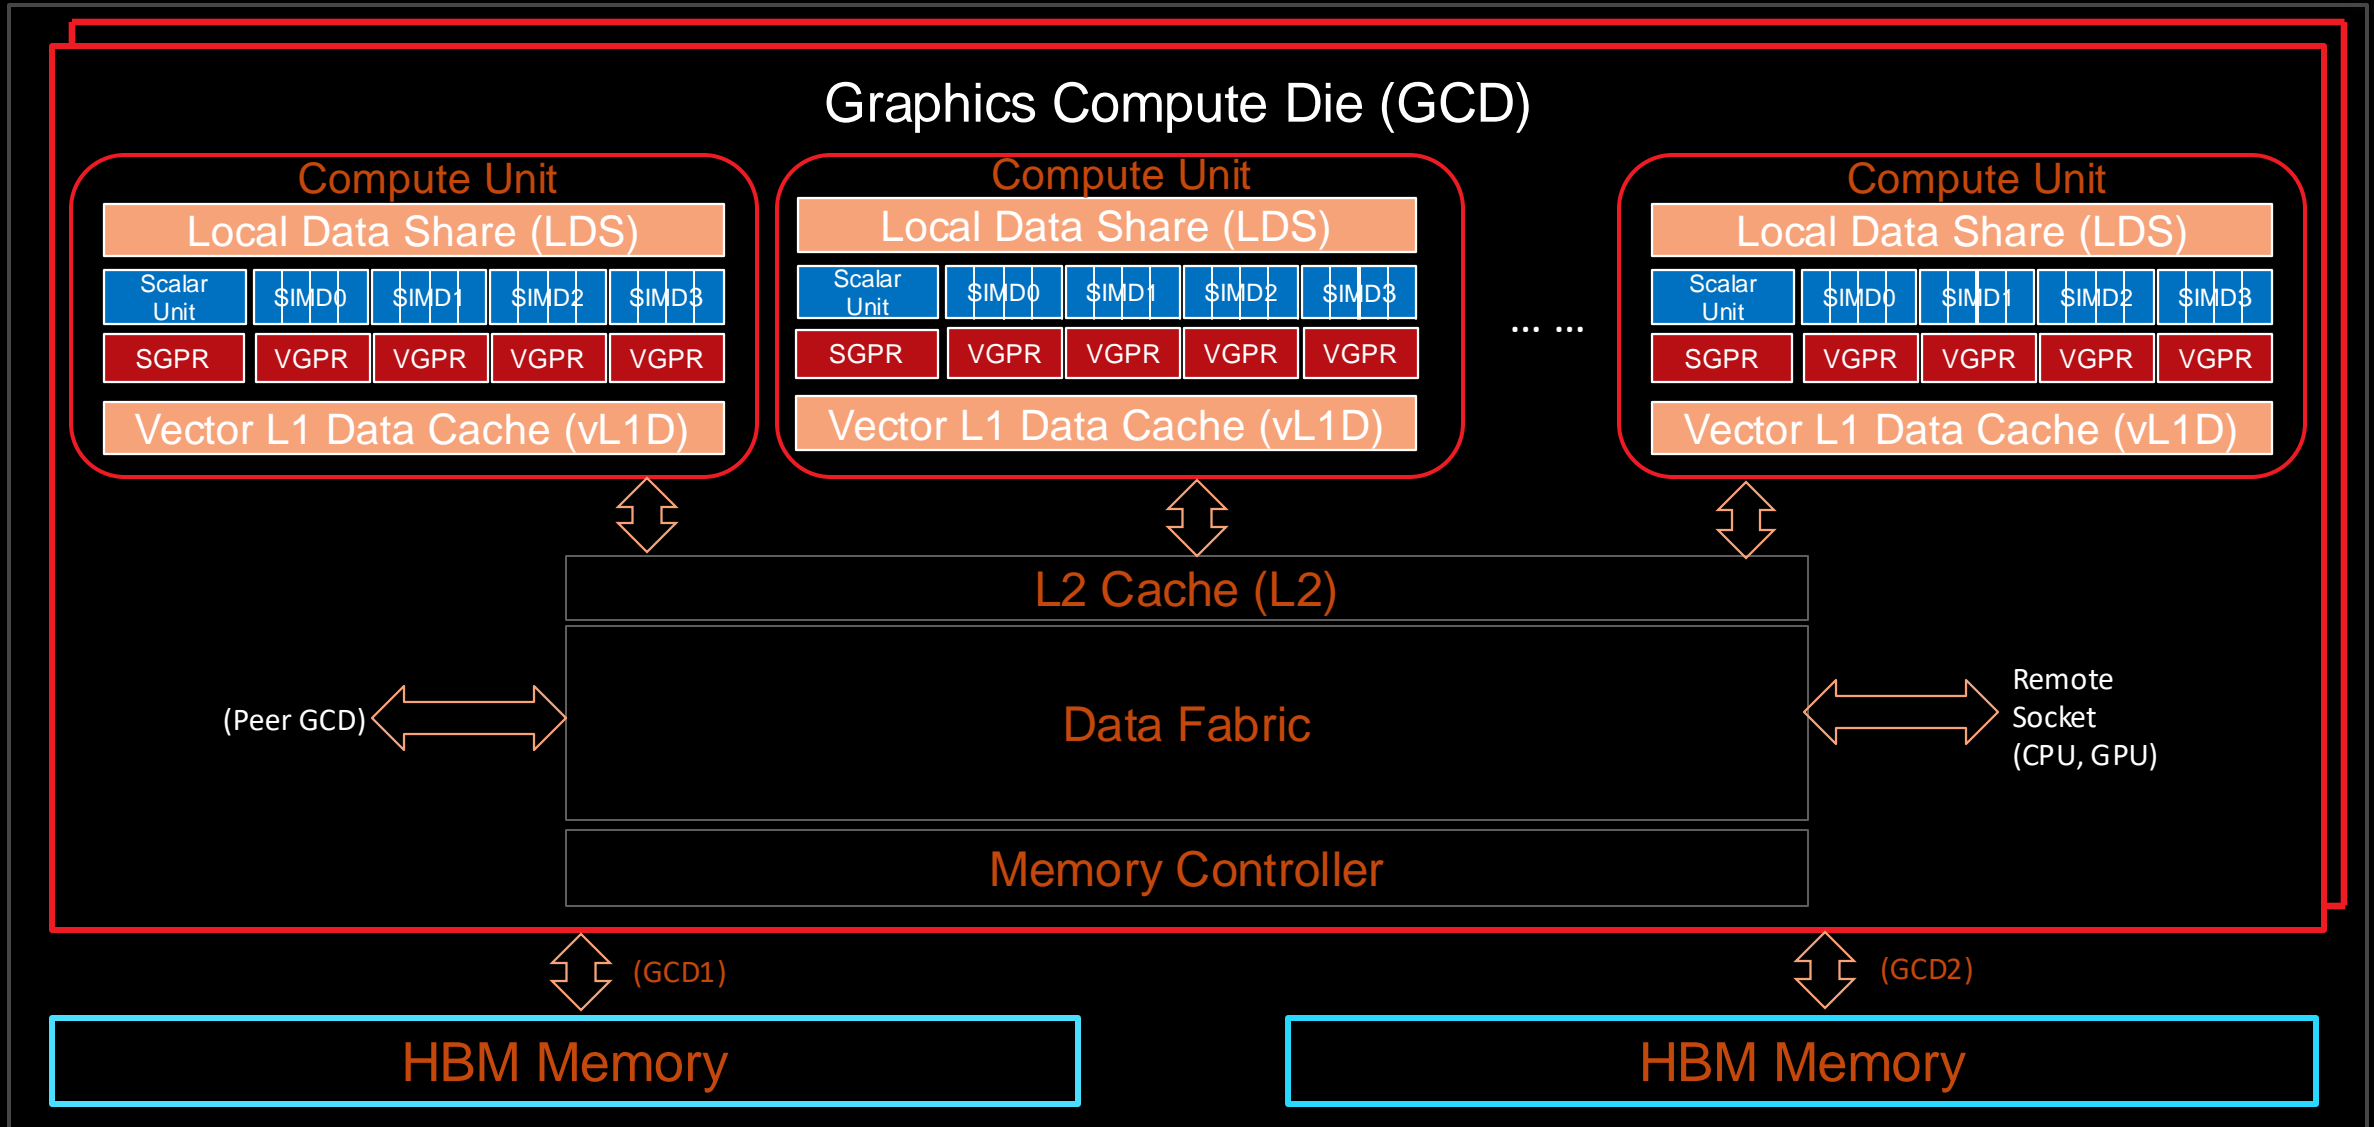 Graphics Compute Die (GCD)
Compute Unit
Local Data Share (LDS)
Scalar
Unit
SIMD0
SIMD1
SIMD2
SIMD3
SGPR
VGPR
VGPR
VGPR
VGPR
Vector L1 Data Cache (vL1D)
Compute Unit
Local Data Share (LDS)
Scalar
Unit
SIMD0
SIMD1
SIMD2
SIMD3
SGPR
VGPR
VGPR
VGPR
VGPR
Vector L1 Data Cache (vL1D)
... ...
Compute Unit
Local Data Share (LDS)
Scalar
Unit
SIMD0
SIMD1
SIMD2
SIMD3
SGPR
VGPR
VGPR
VGPR
VGPR
Vector L1 Data Cache (vL1D)
L2 Cache (L2)
(Peer GCD)
Data Fabric
Remote
Socket
(CPU, GPU)
Memory Controller
(GCD1)
(GCD2)
HBM Memory
HBM Memory